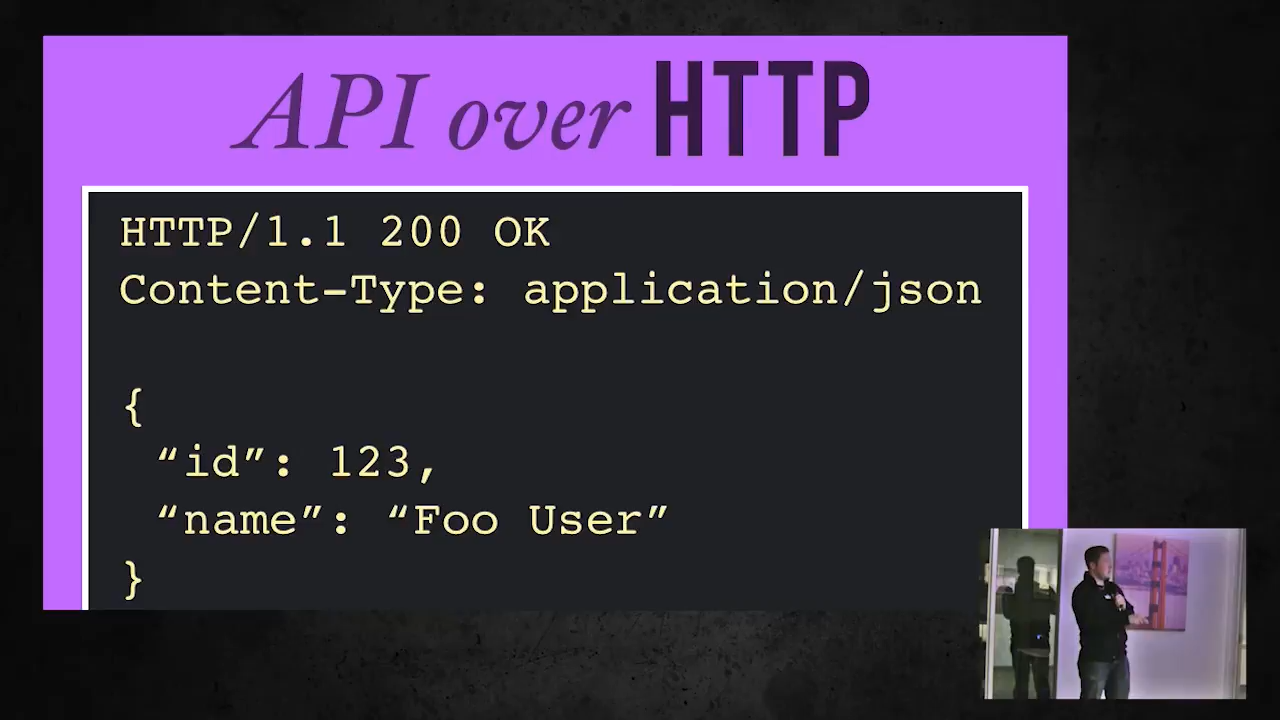 API over HTTP
HTTP/1.1 200 OK
Content-Type: application/json
{
“id”: 123,
“name”: “Foo User”
}